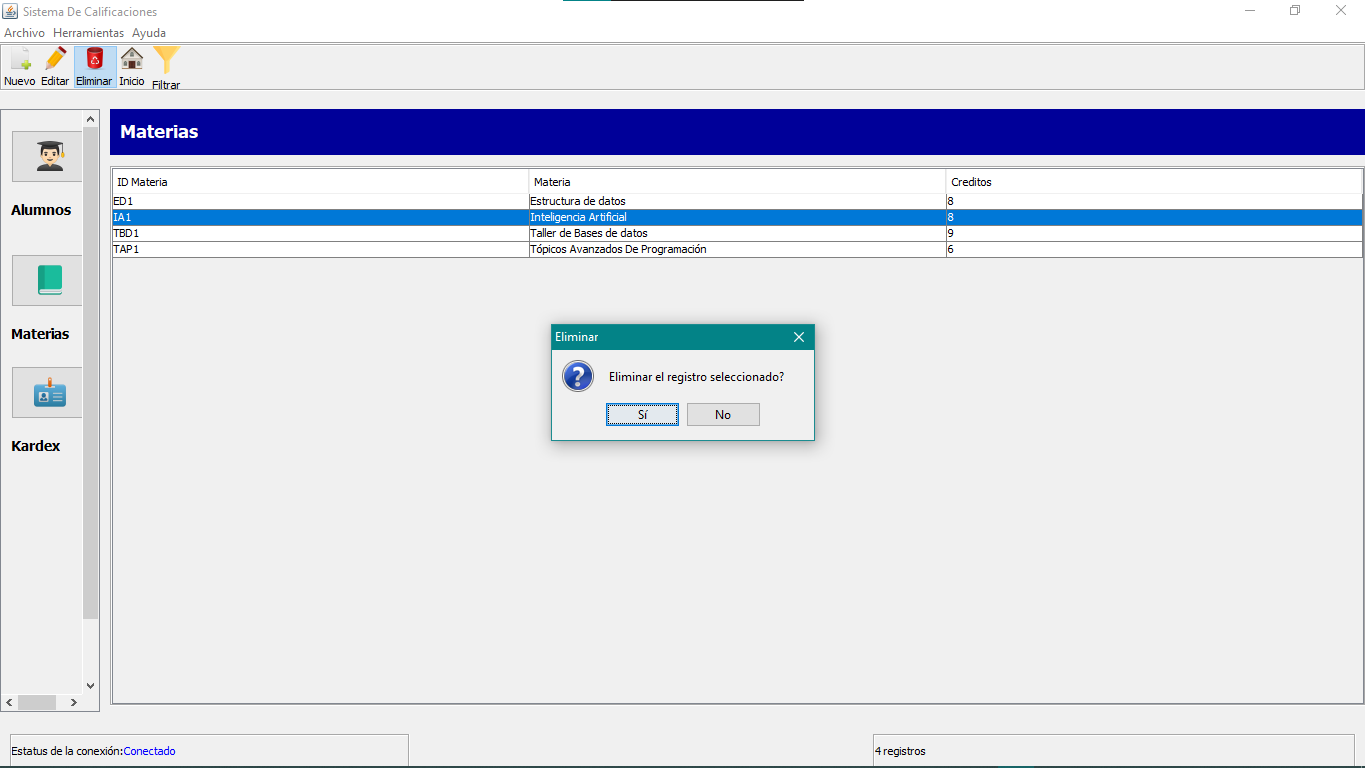 Sistema De Calificaciones
Archivo Herramientas Ayuda
Nuevo Editar Eliminar Inicio Filtrar
Alumnos
Materias
Kardex
Materias
ID Materia Materia Creditos
ED1 Estructura de datos 8
IA1 Inteligencia Artificial 8
TBD1 Taller de Bases de datos 9
TAP1 Tópicos Avanzados De Programación 6
Eliminar
Eliminar el registro seleccionado?
Sí No
Estatus de la conexión:Conectado 4 registros